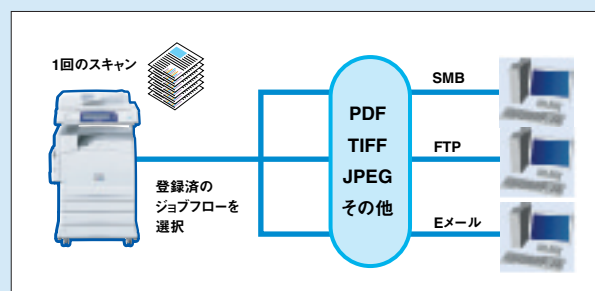 1回のスキャン
登録済の
ジョブフローを
選択
PDF
TIFF
JPEG
その他
SMB
FTP
Eメール